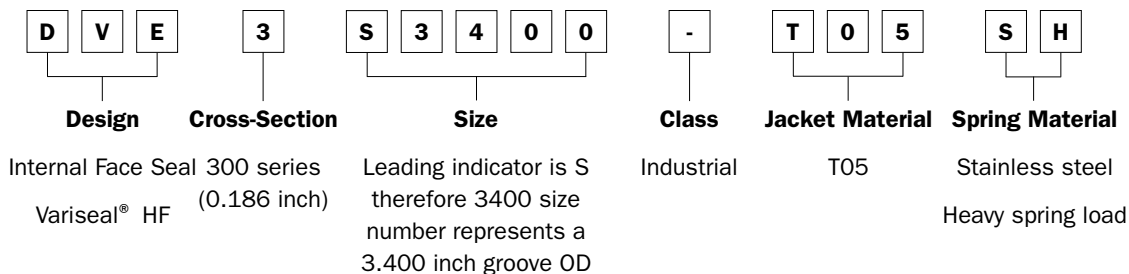 D V E 3 S 3 4 0 0 - T 0 5 S H
Design Cross-Section Size Class Jacket Material Spring Material
Internal Face Seal 300 series Leading indicator is S Industrial T05 Stainless steel
(0.186 inch) therefore 3400 size
Variseal® HF number represents a Heavy spring load
3.400 inch groove OD